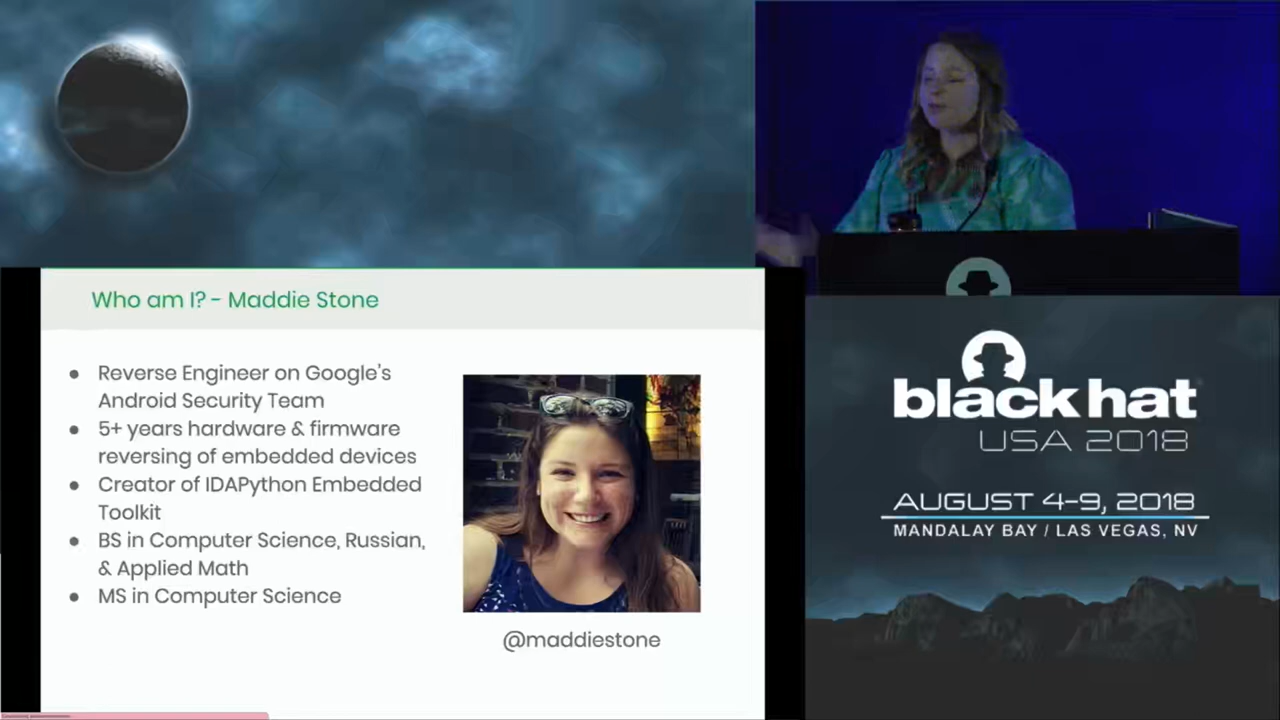 Who am I? - Maddie Stone
● Reverse Engineer on Google's
Android Security Team
● 5+ years hardware & firmware
reversing of embedded devices
● Creator of IDAPython Embedded
Toolkit
● BS in Computer Science, Russian,
& Applied Math
● MS in Computer Science
@maddiestone
black hat
USA 2018
AUGUST 4-9, 2018
MANDALAY BAY / LAS VEGAS, NV